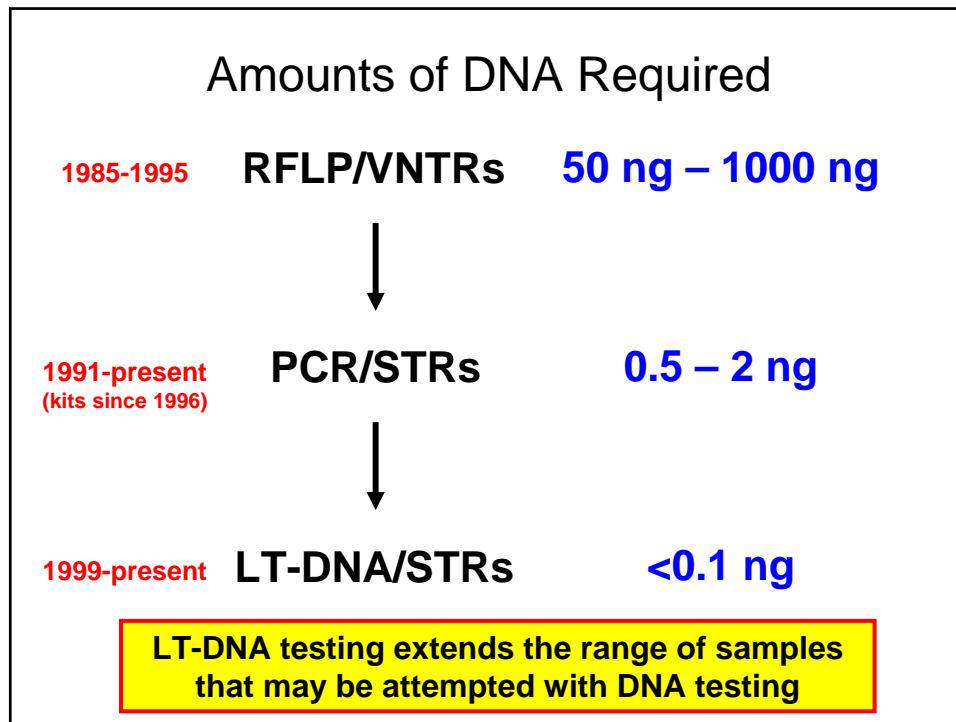 Amounts of DNA Required
1985-1995 RFLP/VNTRs 50 ng – 1000 ng
1991-present PCR/STRs 0.5 – 2 ng
(kits since 1996)
1999-present LT-DNA/STRs <0.1 ng
LT-DNA testing extends the range of samples
that may be attempted with DNA testing